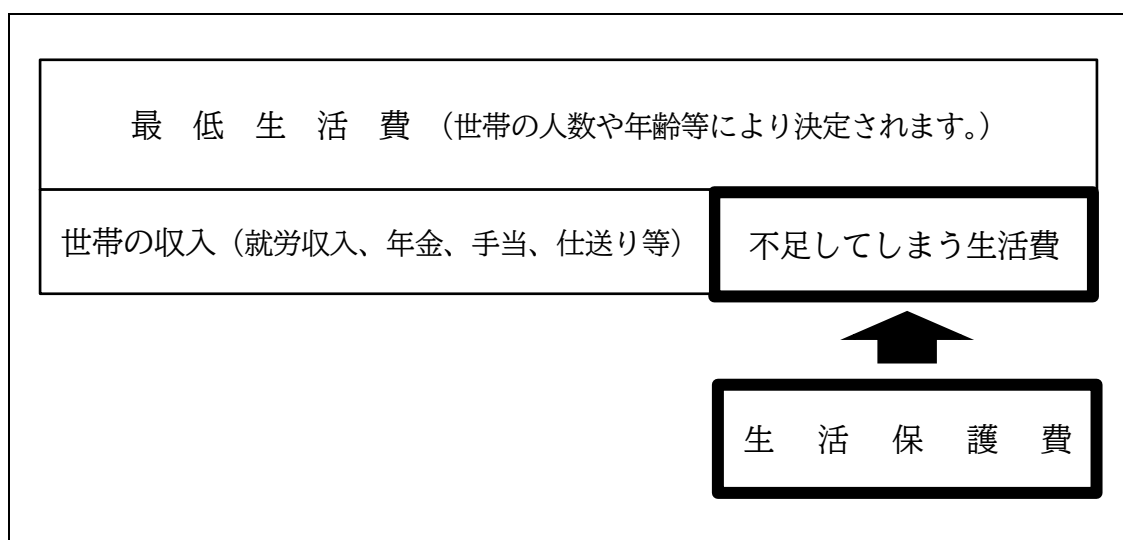 最低生活費（世帯の人数や年齢等により決定されます。）
世帯の収入（就労収入、年金、手当、仕送り等）
不足してしまう生活費
生活保護費